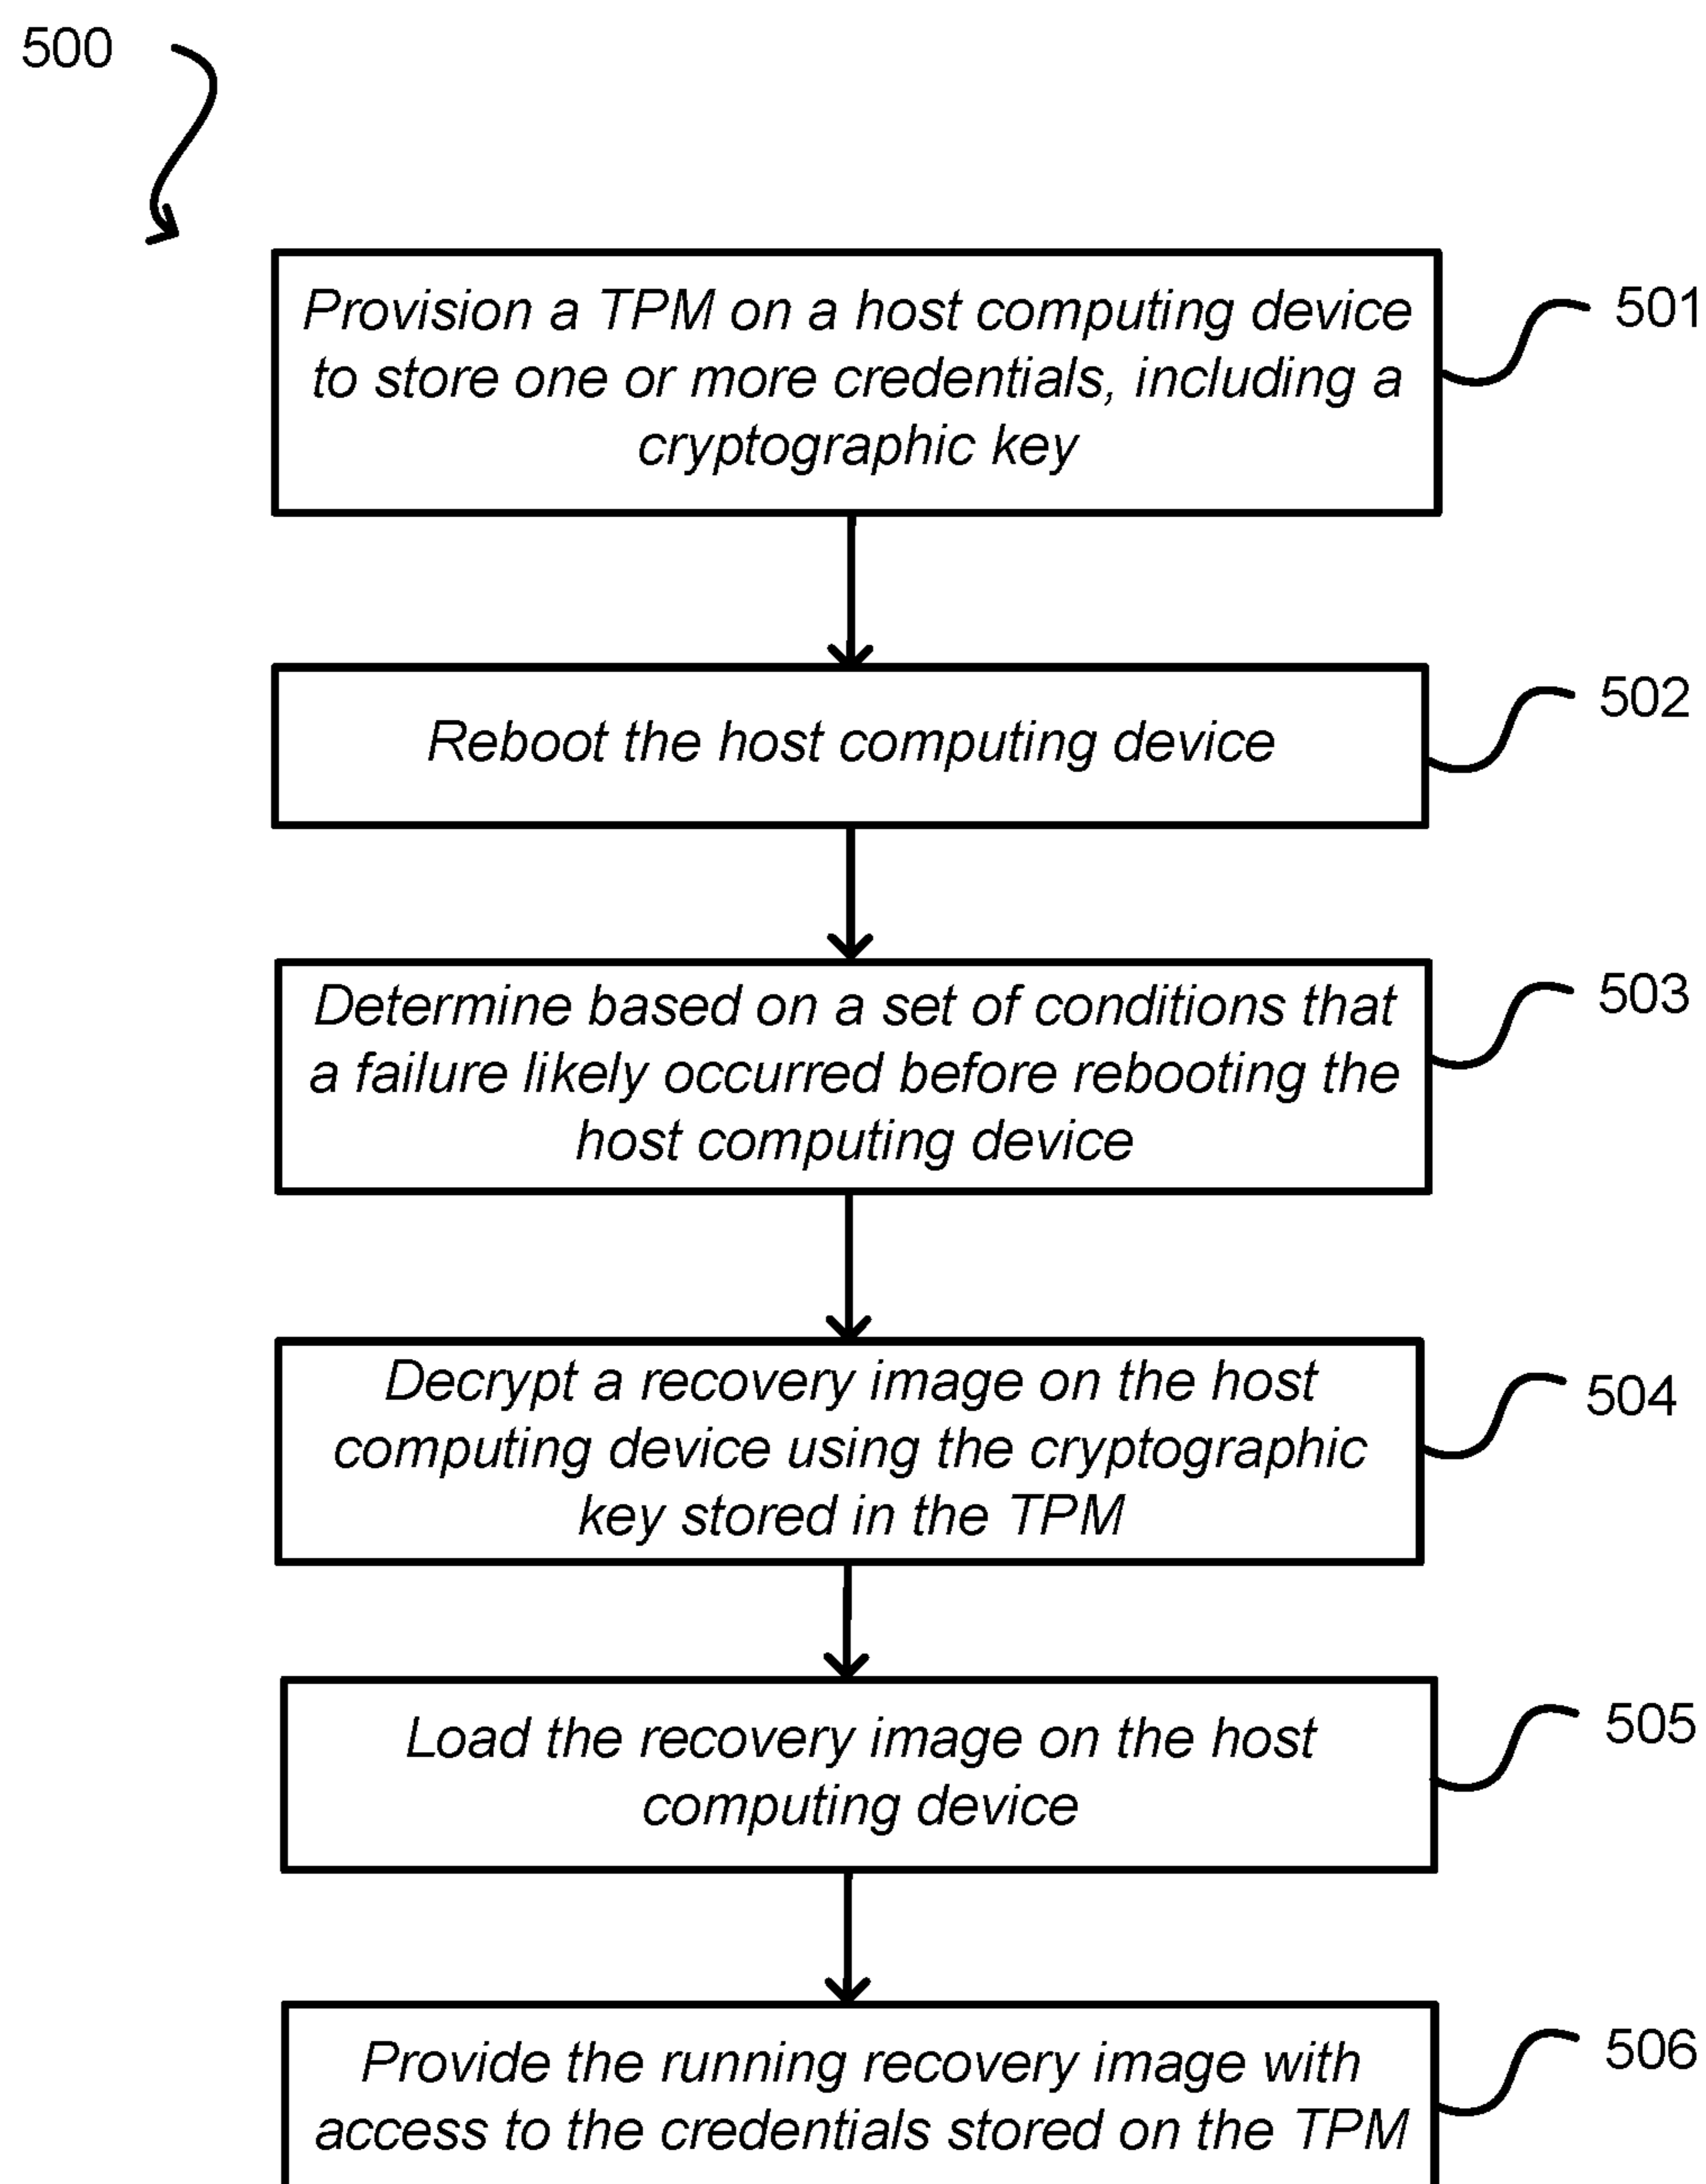 500
Provision a TPM on a host computing device
to store one or more credentials, including a
cryptographic key
501
Reboot the host computing device
502
Determine based on a set of conditions that
a failure likely occurred before rebooting the
host computing device
503
Decrypt a recovery image on the host
computing device using the cryptographic
key stored in the TPM
504
Load the recovery image on the host
computing device
505
Provide the running recovery image with
access to the credentials stored on the TPM
506